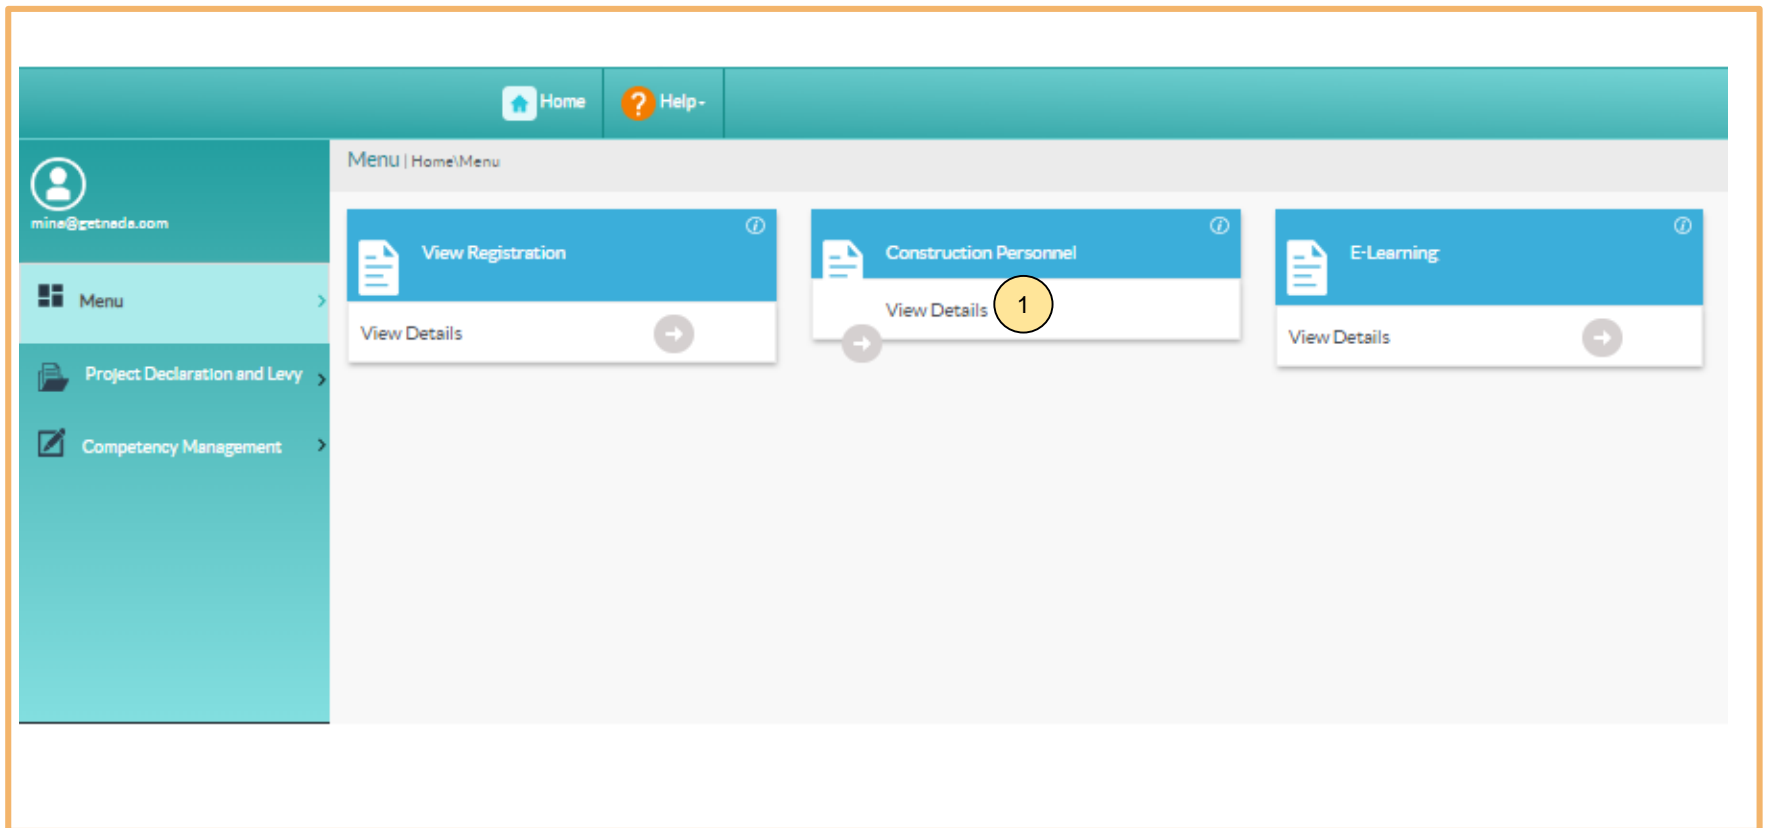 Home
Help
mina@getnada.com
Menu | Home\Menu
Menu
Project Declaration and Levy
Competency Management
View Registration
View Details
Construction Personnel
View Details
1
E-Learning
View Details